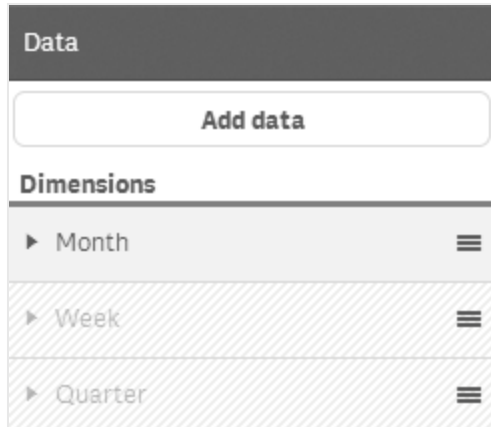 Data
Add data
Dimensions
Month
Week
Quarter